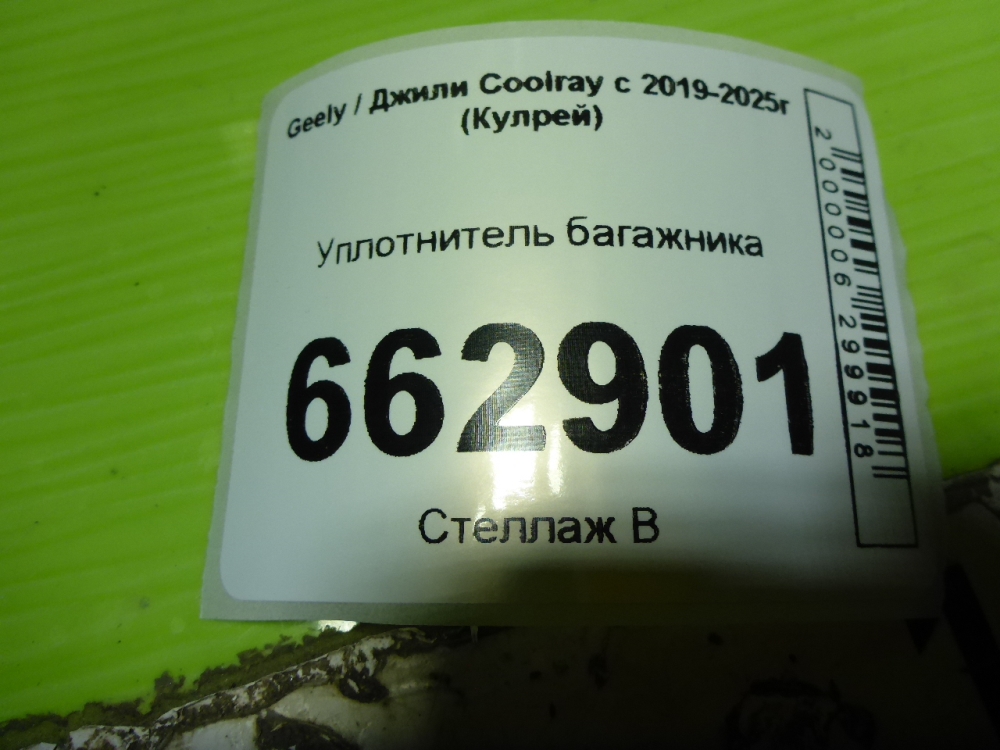 Geely / Джили Coolray с 2019-2025г
(Кулрей)
Уплотнитель багажника
662901
Стеллаж В
2000006299918